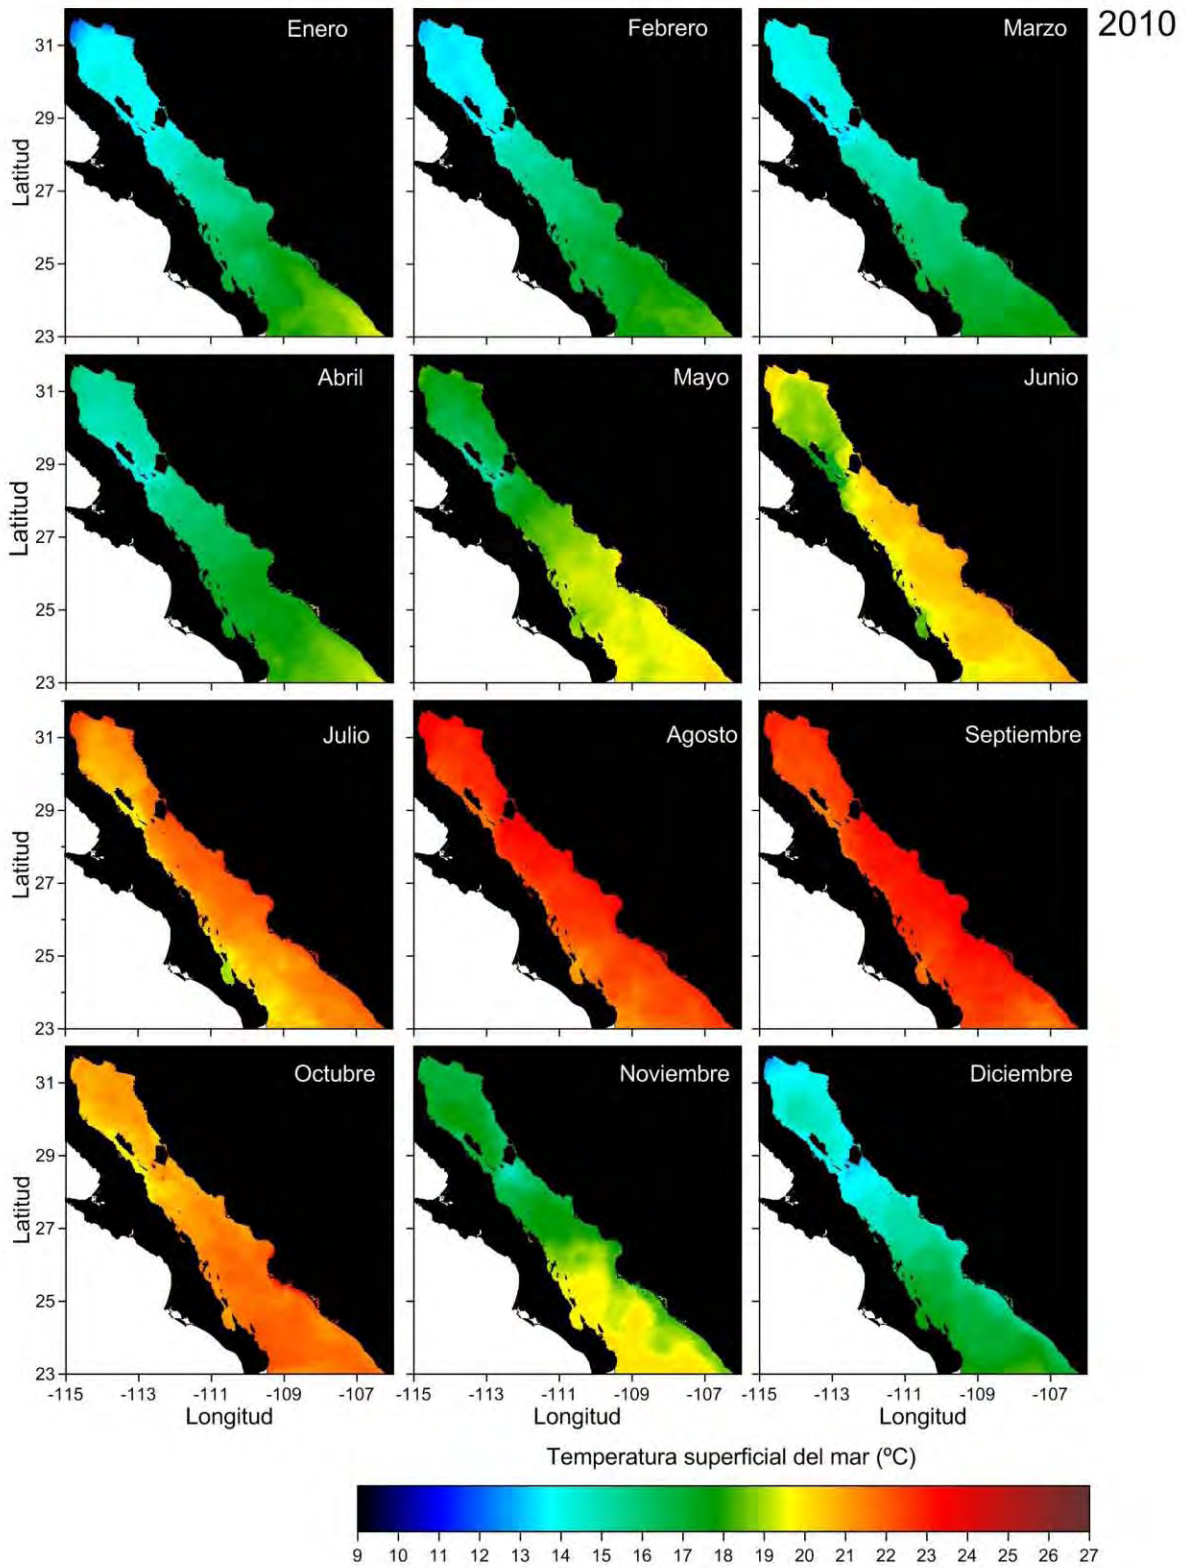 2010
Enero
Febrero
Marzo
31
29
27
25
23
Latitud
Abril
Mayo
Junio
31
29
27
25
23
Latitud
Julio
Agosto
Septiembre
31
29
27
25
23
Latitud
Octubre
Noviembre
Diciembre
31
29
27
25
23
Latitud
-115 -113 -111 -109 -107 -115 -113 -111 -109 -107 -115 -113 -111 -109 -107
Longitud Longitud Longitud
Temperatura superficial del mar (ºC)
9 10 11 12 13 14 15 16 17 18 19 20 21 22 23 24 25 26 27